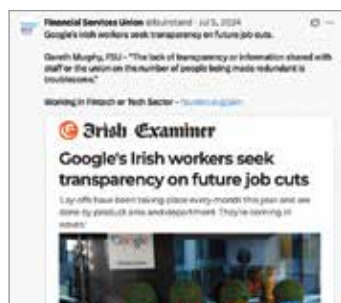 Financial Services Union · Jul 5, 2024
Google's Irish workers seek transparency on future job cuts.
Gareth Murphy, FSU - "The lack of transparency or information shared with
staff or the union on the number of people being made redundant is
troublesome."
Working in Fintech or Tech Sector -
Irish Examiner
Google's Irish workers seek
transparency on future job cuts
Lay-offs have been taking place every month this year and are
done by product area and department. They're coming in
waves'
Google